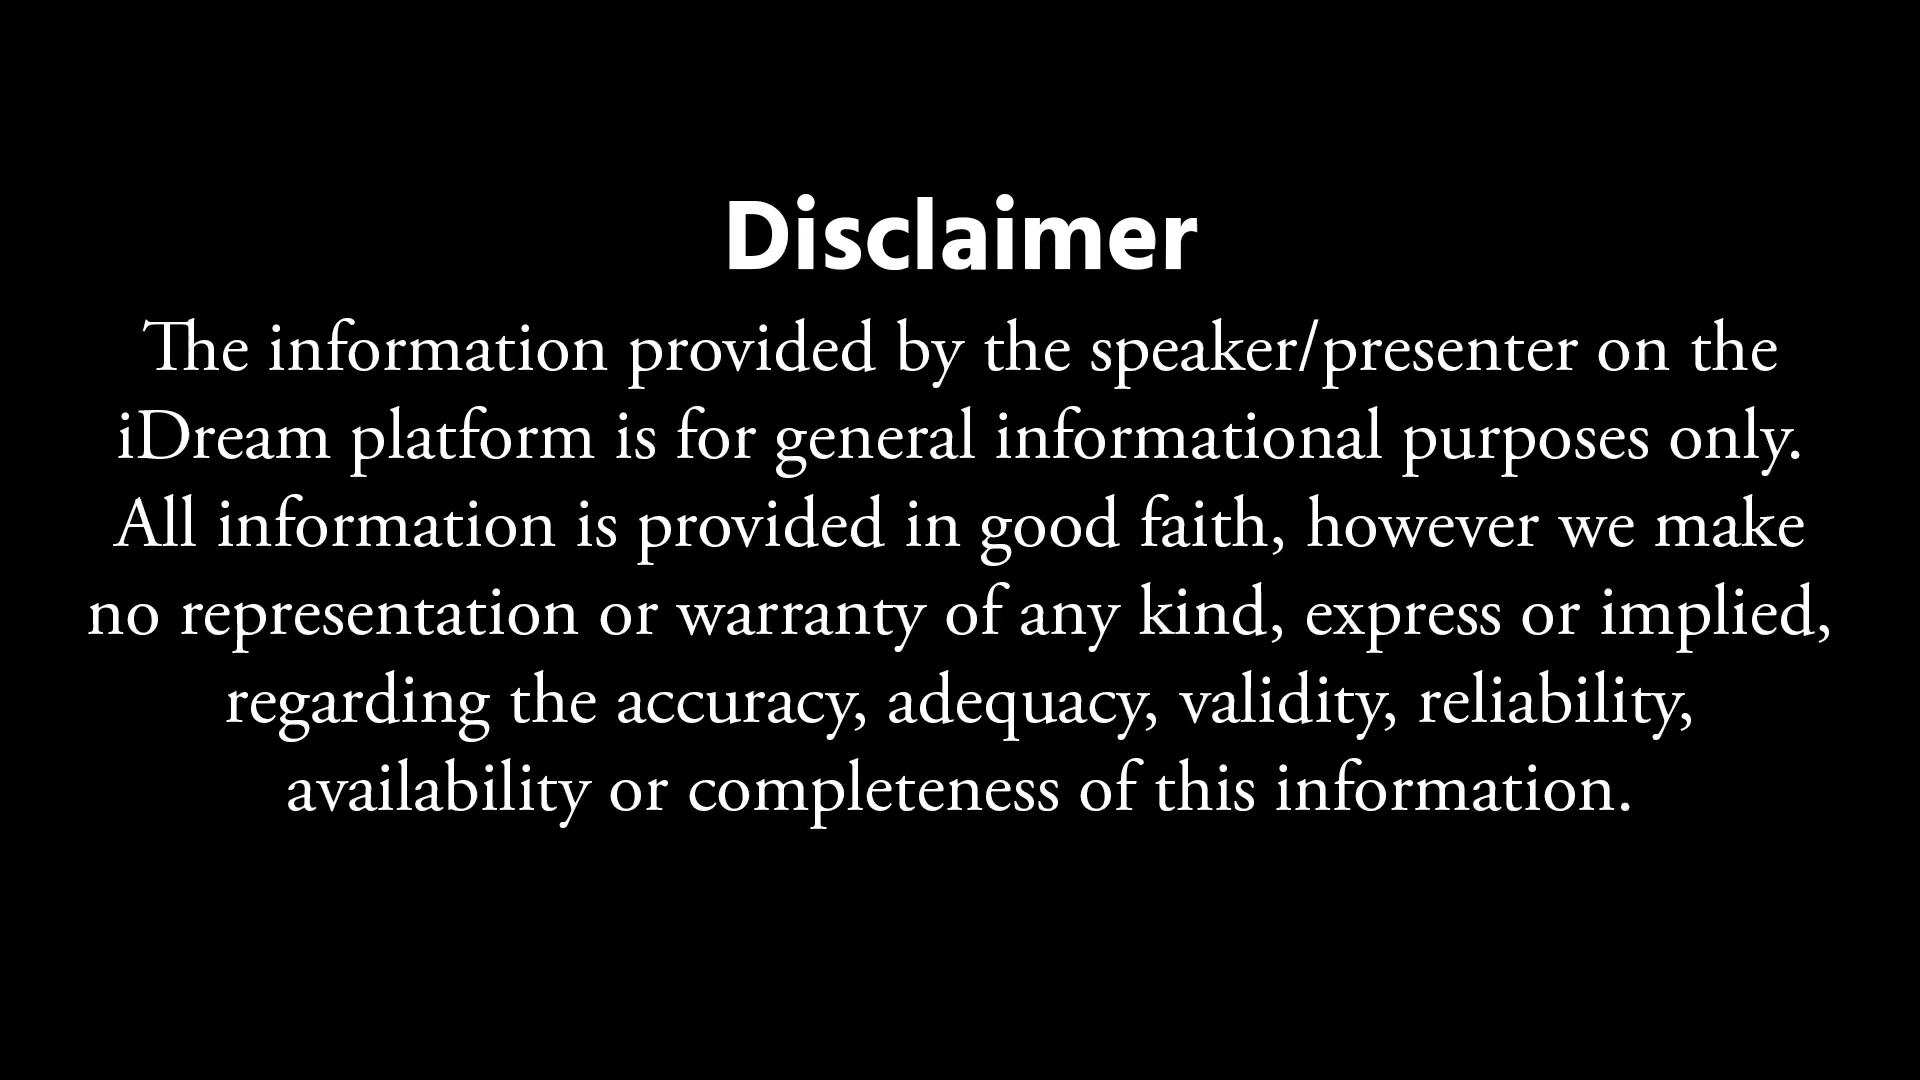 Disclaimer
The information provided by the speaker/presenter on the
iDream platform is for general informational purposes only.
All information is provided in good faith, however we make
no representation or warranty of any kind, express or implied,
regarding the accuracy, adequacy, validity, reliability,
availability or completeness of this information.